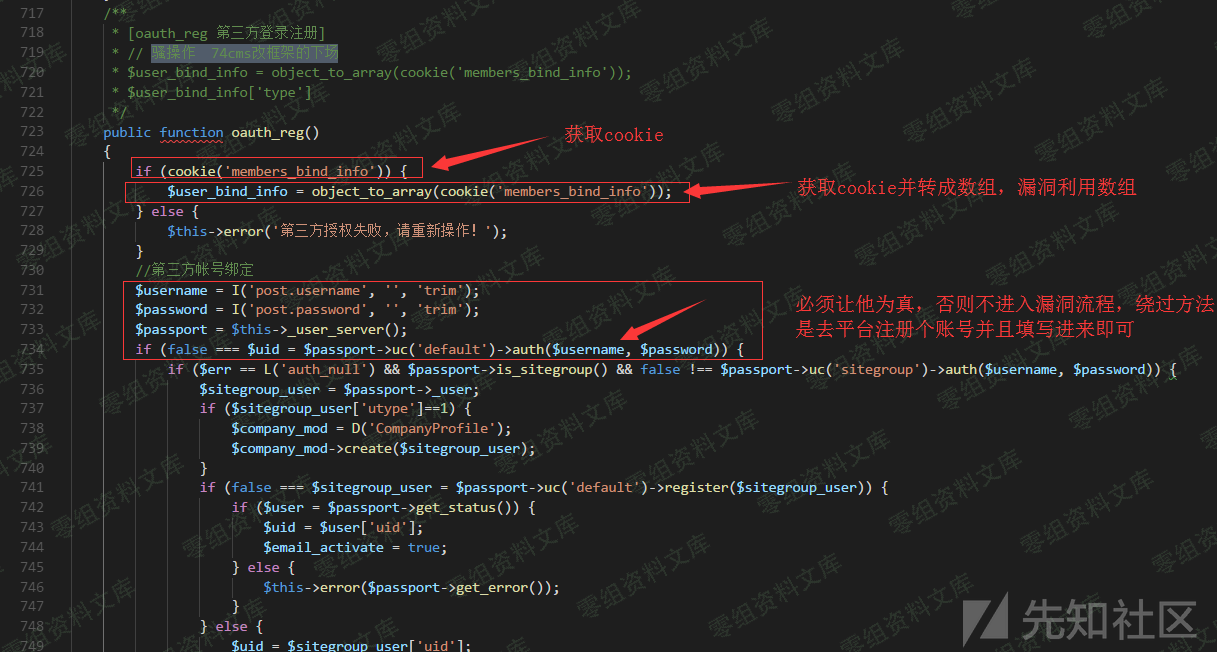 717 /**
718 * [oauth_reg 第三方登录注册]
719 * // 骚操作 74cms改框架的下场
720 * $user_bind_info = object_to_array(cookie('members_bind_info'));
721 * $user_bind_info['type']
722 */
723 public function oauth_reg()
724 {
获取cookie
725 if (cookie('members_bind_info')) {
726 $user_bind_info = object_to_array(cookie('members_bind_info'));
获取cookie并转成数组，漏洞利用数组
727 } else {
728 $this->error('第三方授权失败，请重新操作！');
729 }
730 //第三方帐号绑定
731 $username = I('post.username', '', 'trim');
732 $password = I('post.password', '', 'trim');
必须让他为真，否则不进入漏洞流程，绕过方法
是去平台注册个账号并且填写进来即可
733 $passport = $this->_user_server();
734 if (false === $uid = $passport->uc('default')->auth($username, $password)) {
735 if ($err == L('auth_null') && $passport->is_sitegroup() && false !== $passport->uc('sitegroup')->auth($username, $password)) {
736 $sitegroup_user = $passport->_user;
737 if ($sitegroup_user['utype']==1) {
738 $company_mod = D('CompanyProfile');
739 $company_mod->create($sitegroup_user);
740 }
741 if (false === $sitegroup_user = $passport->uc('default')->register($sitegroup_user)) {
742 if ($user = $passport->get_status()) {
743 $uid = $user['uid'];
744 $email_activate = true;
745 } else {
746 $this->error($passport->get_error());
747 }
748 } else {
749 $uid = $sitegroup_user['uid'];
先知社区
零组资料文库